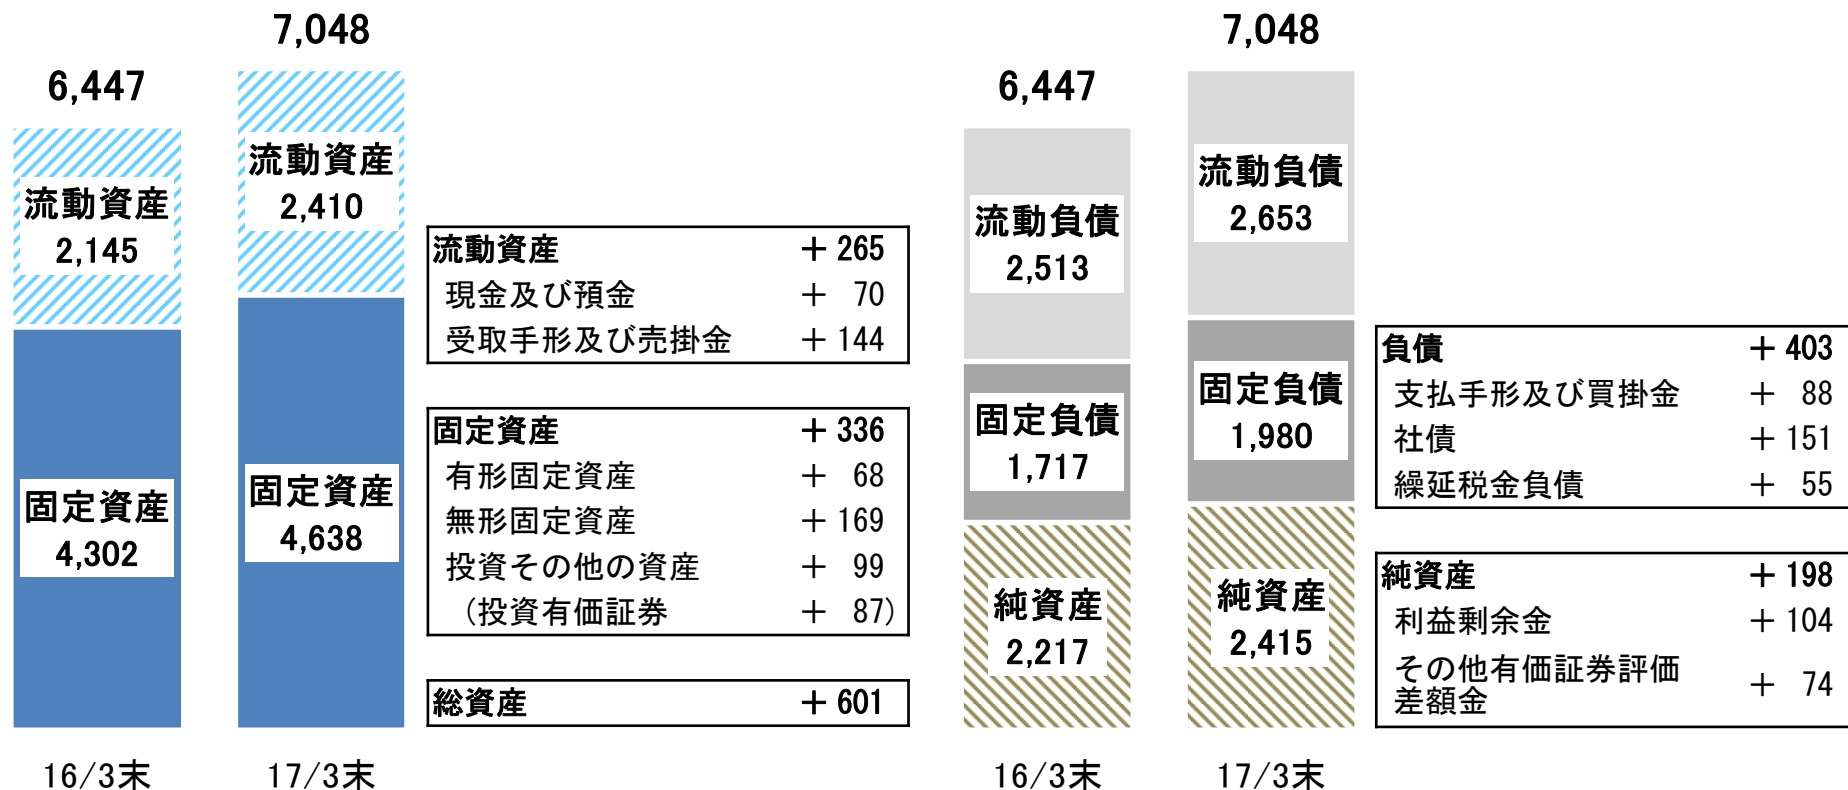 6,447
流動資産
2,145
固定資産
4,302
16/3末
7,048
流動資産
2,410
固定資産
4,638
17/3末
流動資産 ＋ 265
現金及び預金 ＋ 70
受取手形及び売掛金 ＋ 144
固定資産 ＋ 336
有形固定資産 ＋ 68
無形固定資産 ＋ 169
投資その他の資産 ＋ 99
（投資有価証券 ＋ 87）
総資産 ＋ 601
6,447
流動負債
2,513
固定負債
1,717
純資産
2,217
16/3末
7,048
流動負債
2,653
固定負債
1,980
純資産
2,415
17/3末
負債 ＋ 403
支払手形及び買掛金 ＋ 88
社債 ＋ 151
繰延税金負債 ＋ 55
純資産 ＋ 198
利益剰余金 ＋ 104
その他有価証券評価
差額金 ＋ 74